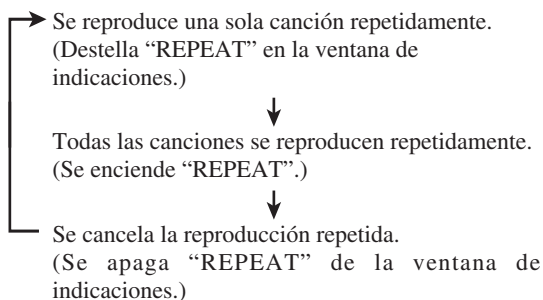 Se reproduce una sola canción repetidamente.
(Destella “REPEAT” en la ventana de
indicaciones.)
Todas las canciones se reproducen repetidamente.
(Se enciende “REPEAT”.)
Se cancela la reproducción repetida.
(Se apaga “REPEAT” de la ventana de
indicaciones.)